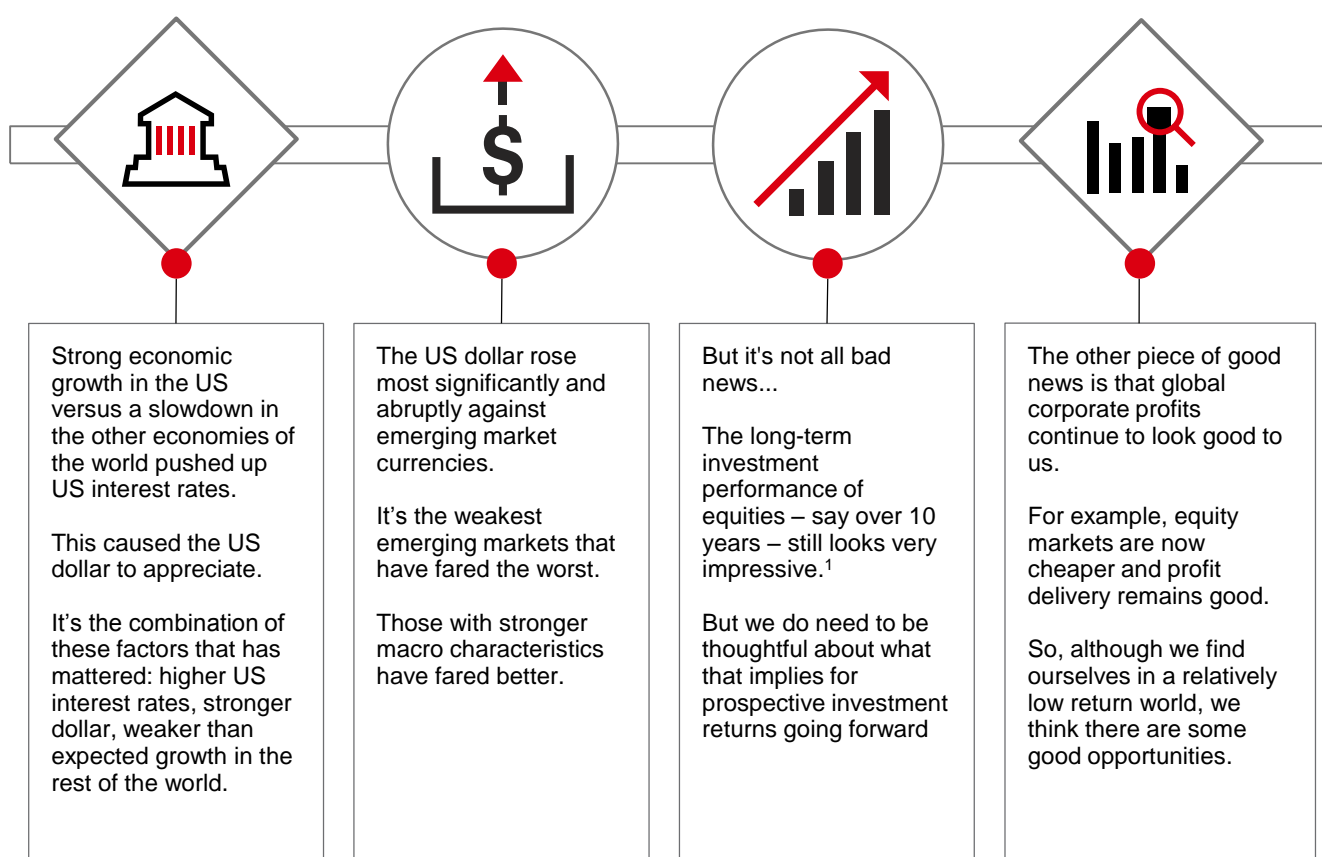 $
Strong economic
growth in the US
versus a slowdown in
the other economies of
the world pushed up
US interest rates.
This caused the US
dollar to appreciate.
It’s the combination of
these factors that has
mattered: higher US
interest rates, stronger
dollar, weaker than
expected growth in the
rest of the world.
The US dollar rose
most significantly and
abruptly against
emerging market
currencies.
It’s the weakest
emerging markets that
have fared the worst.
Those with stronger
macro characteristics
have fared better.
But it's not all bad
news...
The long-term
investment
performance of
equities – say over 10
years – still looks very
impressive.¹
But we do need to be
thoughtful about what
that implies for
prospective investment
returns going forward
The other piece of good
news is that global
corporate profits
continue to look good to
us.
For example, equity
markets are now
cheaper and profit
delivery remains good.
So, although we find
ourselves in a relatively
low return world, we
think there are some
good opportunities.